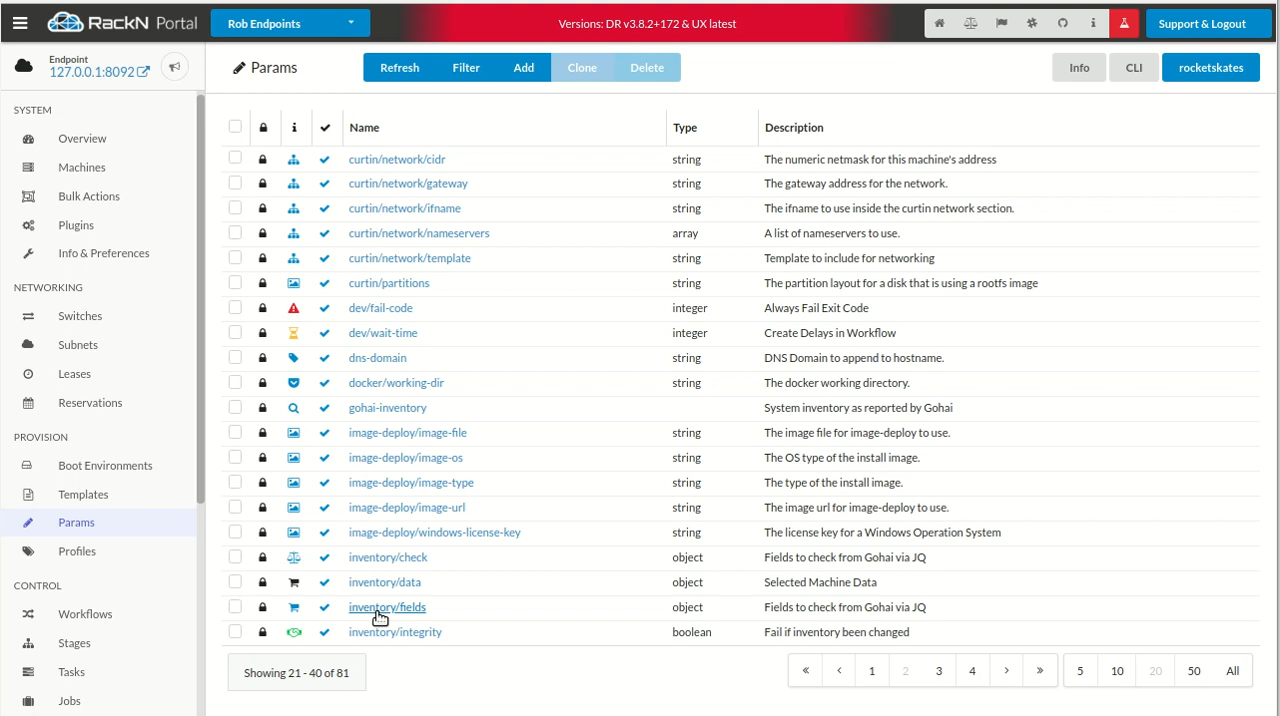 RackN Portal
Rob Endpoints
Versions: DR v3.8.2+172 & UX latest
Support & Logout
Endpoint
127.0.0.1:8092
Params
Refresh
Filter
Add
Clone
Delete
Info
CLI
rocketskates
SYSTEM
Overview
Machines
Bulk Actions
Plugins
Info & Preferences
NETWORKING
Switches
Subnets
Leases
Reservations
PROVISION
Boot Environments
Templates
Params
Profiles
CONTROL
Workflows
Stages
Tasks
Jobs
Name Type Description
curtin/network/cidr string The numeric netmask for this machine's address
curtin/network/gateway string The gateway address for the network.
curtin/network/ifname string The ifname to use inside the curtin network section.
curtin/network/nameservers array A list of nameservers to use.
curtin/network/template string Template to include for networking
curtin/partitions string The partition layout for a disk that is using a rootfs image
dev/fail-code integer Always Fail Exit Code
dev/wait-time integer Create Delays in Workflow
dns-domain string DNS Domain to append to hostname.
docker/working-dir string The docker working directory.
gohai-inventory System inventory as reported by Gohai
image-deploy/image-file string The image file for image-deploy to use.
image-deploy/image-os string The OS type of the install image.
image-deploy/image-type string The type of the install image.
image-deploy/image-url string The image url for image-deploy to use.
image-deploy/windows-license-key string The license key for a Windows Operation System
inventory/check object Fields to check from Gohai via JQ
inventory/data object Selected Machine Data
inventory/fields object Fields to check from Gohai via JQ
inventory/integrity boolean Fail if inventory been changed
Showing 21 - 40 of 81
« ‹ 1 2 3 4 › »
5 10 20 50 All